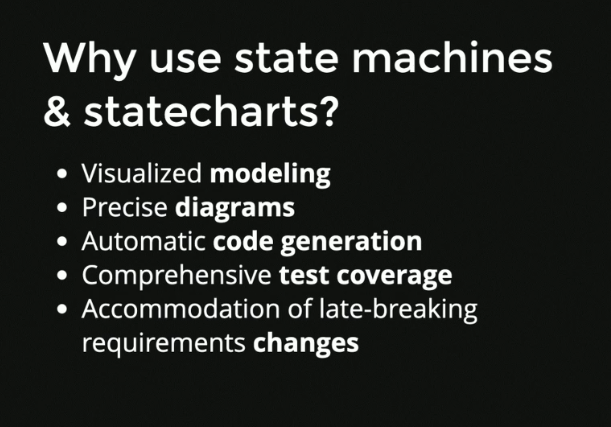 Why use state machines
& statecharts?
• Visualized modeling
• Precise diagrams
• Automatic code generation
• Comprehensive test coverage
• Accommodation of late-breaking
requirements changes